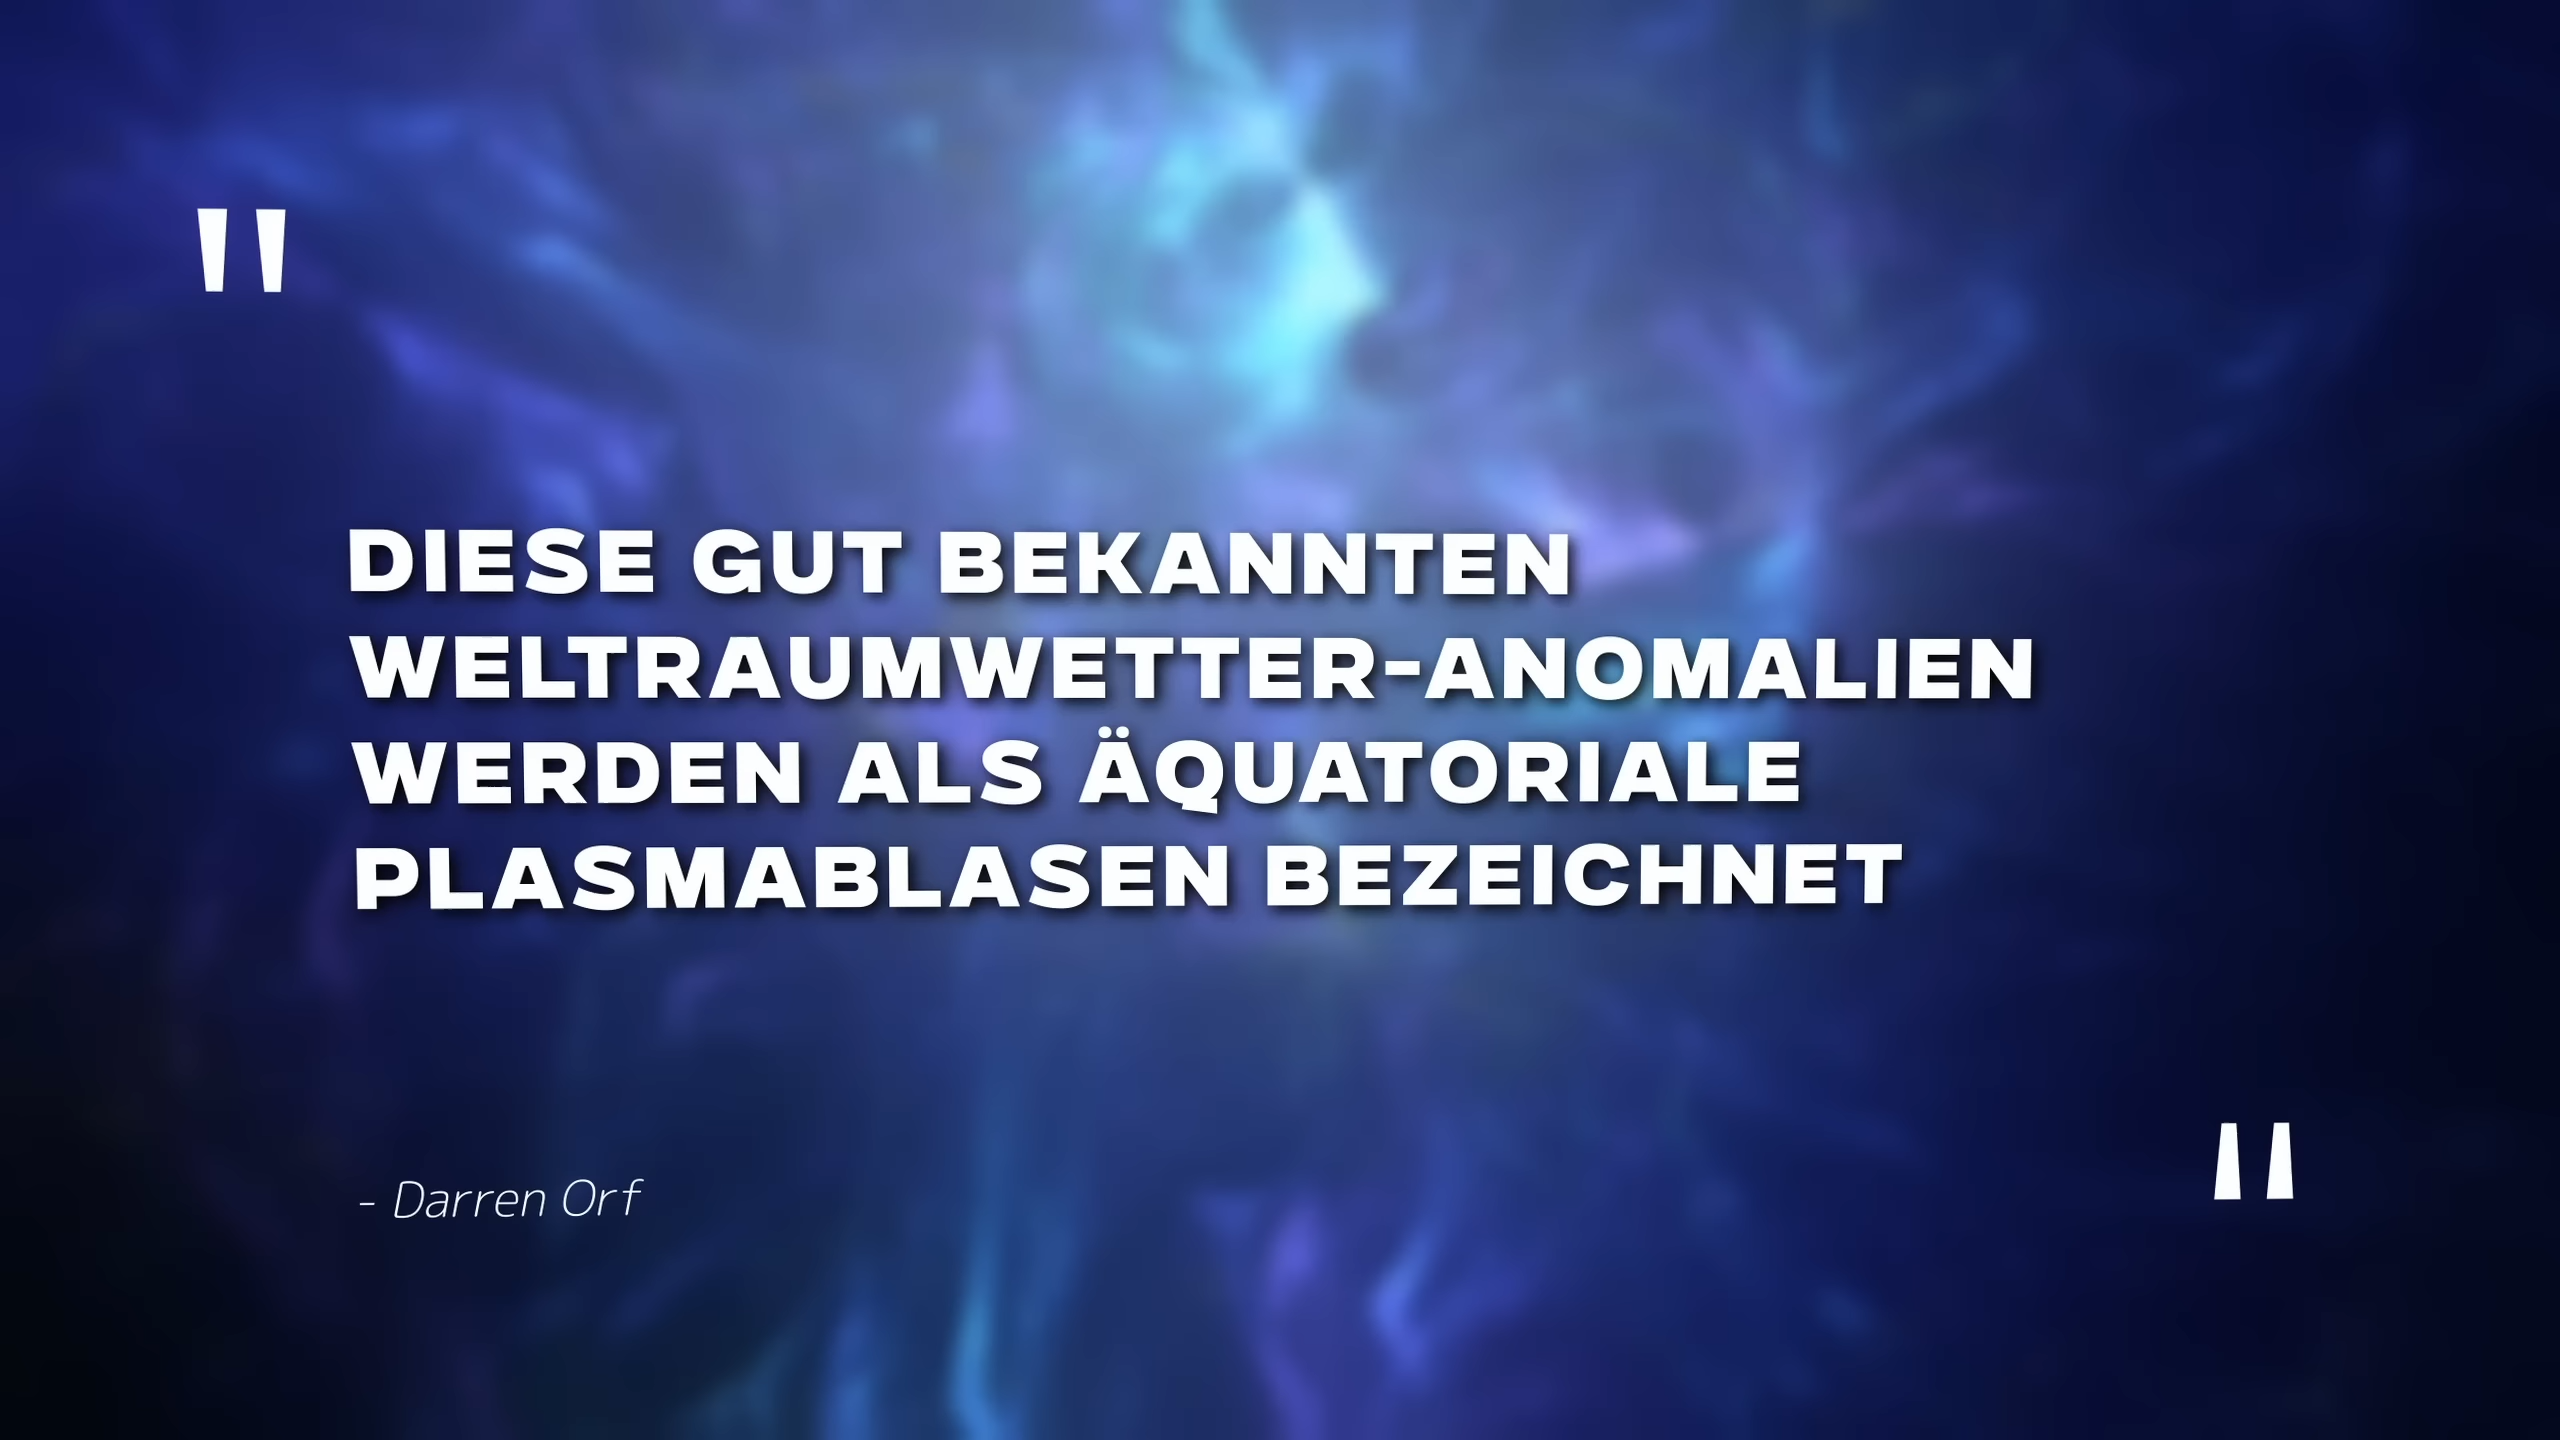 "
DIESE GUT BEKANNTEN
WELTRAUMWETTER-ANOMALIEN
WERDEN ALS ÄQUATORIALE
PLASMABLASEN BEZEICHNET
- Darren Orf
"